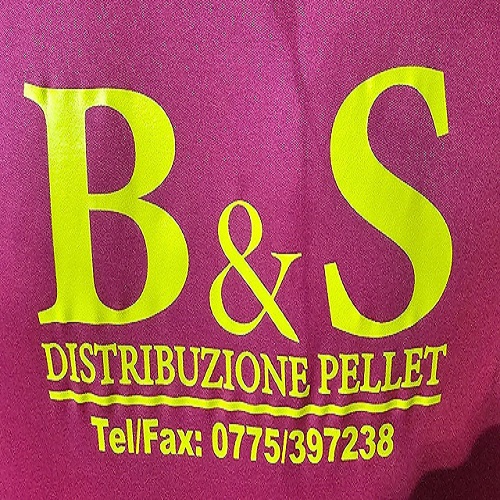 B&S
DISTRIBUZIONE PELLET
Tel/Fax: 0775/397238